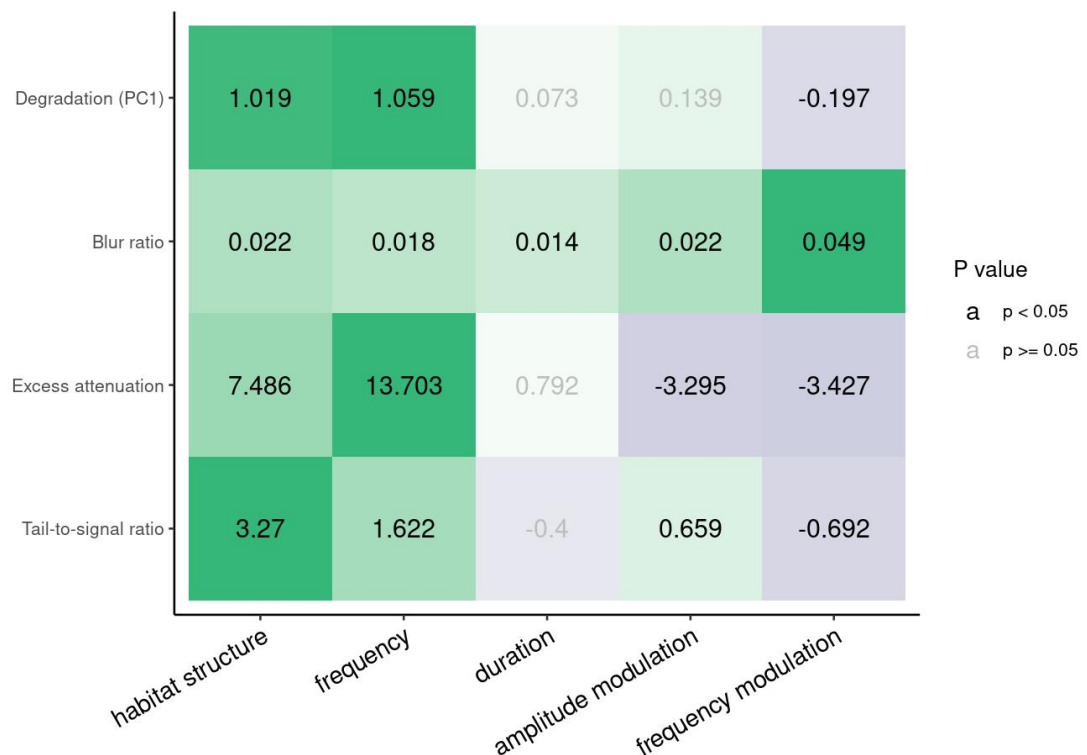 Degradation (PC1) 1.019 1.059 0.073 0.139 -0.197
Blur ratio 0.022 0.018 0.014 0.022 0.049
Excess attenuation 7.486 13.703 0.792 -3.295 -3.427
Tail-to-signal ratio 3.27 1.622 -0.4 0.659 -0.692
habitat structure frequency duration amplitude modulation frequency modulation
P value
a p < 0.05
a p >= 0.05